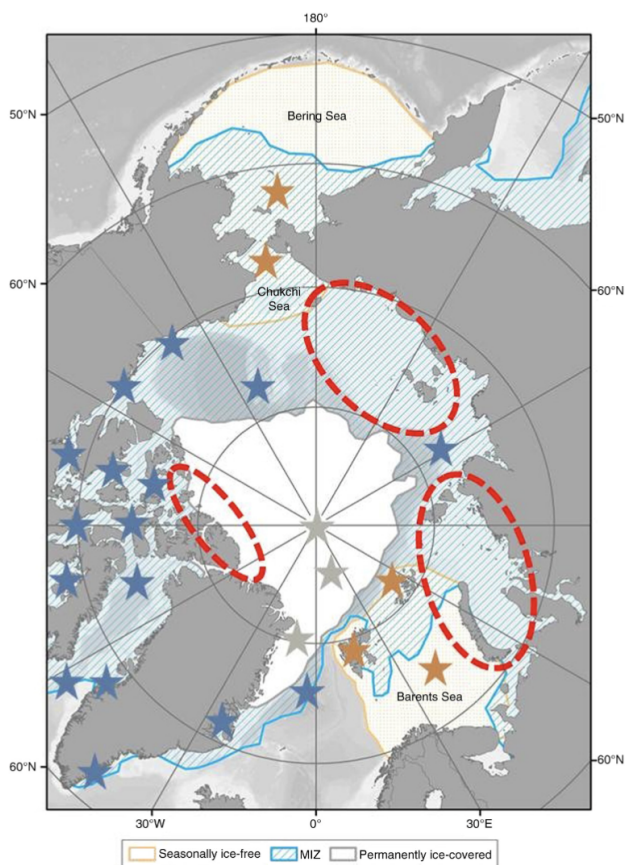 180°
50°N
50°N
Bering Sea
60°N
60°N
Chukchi
Sea
Barents Sea
60°N
60°N
30°W
0°
30°E
Seasonally ice-free
MIZ
Permanently ice-covered